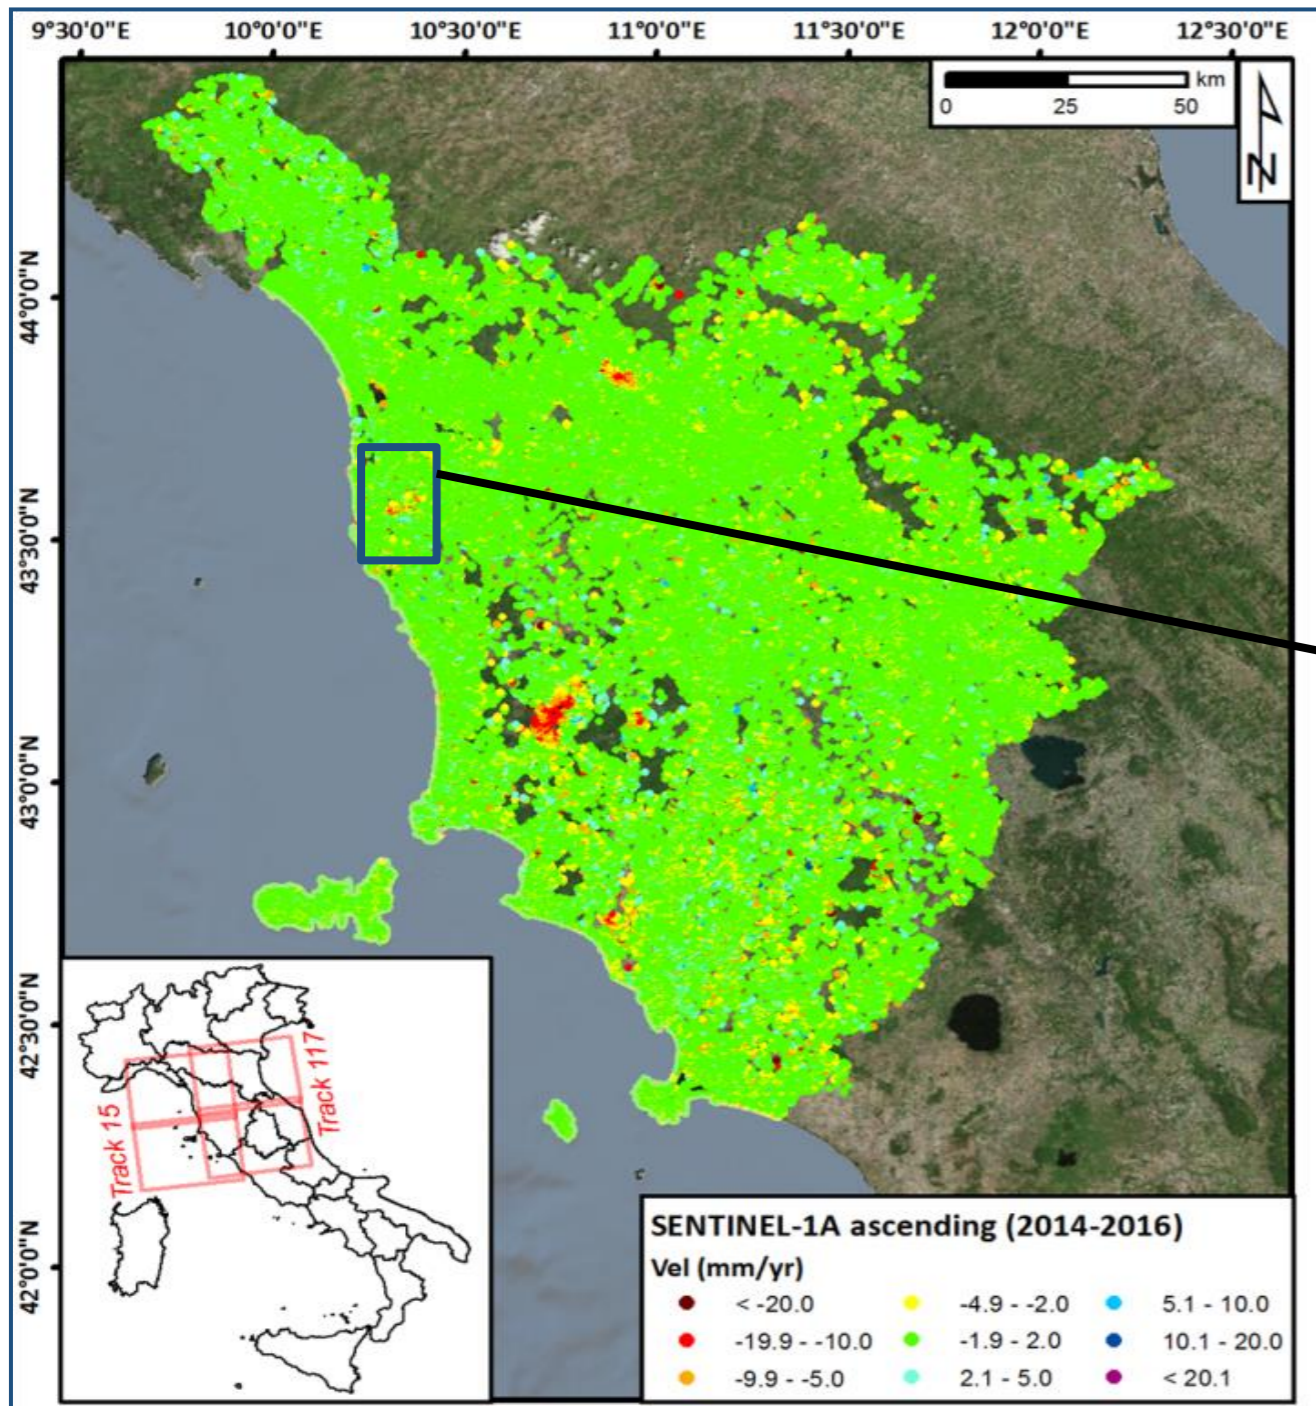 9°30'0"E 10°0'0"E 10°30'0"E 11°0'0"E 11°30'0"E 12°0'0"E 12°30'0"E
km
0 25 50
N
44°0'0"N
43°30'0"N
43°0'0"N
42°30'0"N
42°0'0"N
Track 15
Track 117
SENTINEL-1A ascending (2014-2016)
Vel (mm/yr)
< -20.0 -4.9 - -2.0 5.1 - 10.0
-19.9 - -10.0 -1.9 - 2.0 10.1 - 20.0
-9.9 - -5.0 2.1 - 5.0 < 20.1